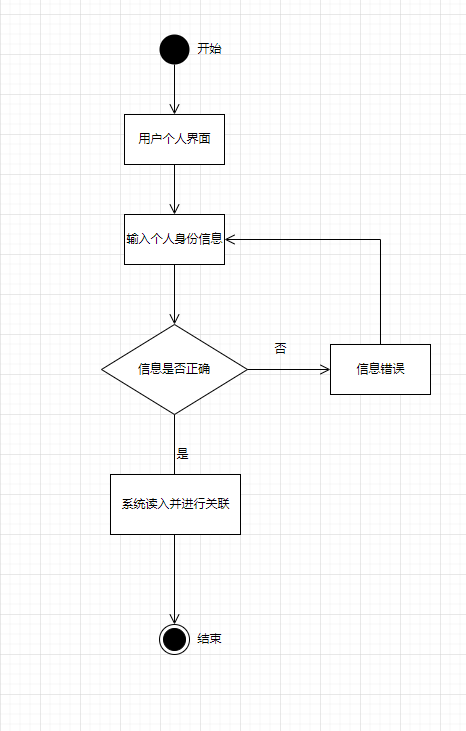 开始
用户个人界面
输入个人身份信息
否
信息是否正确
信息错误
是
系统读入并进行关联
结束